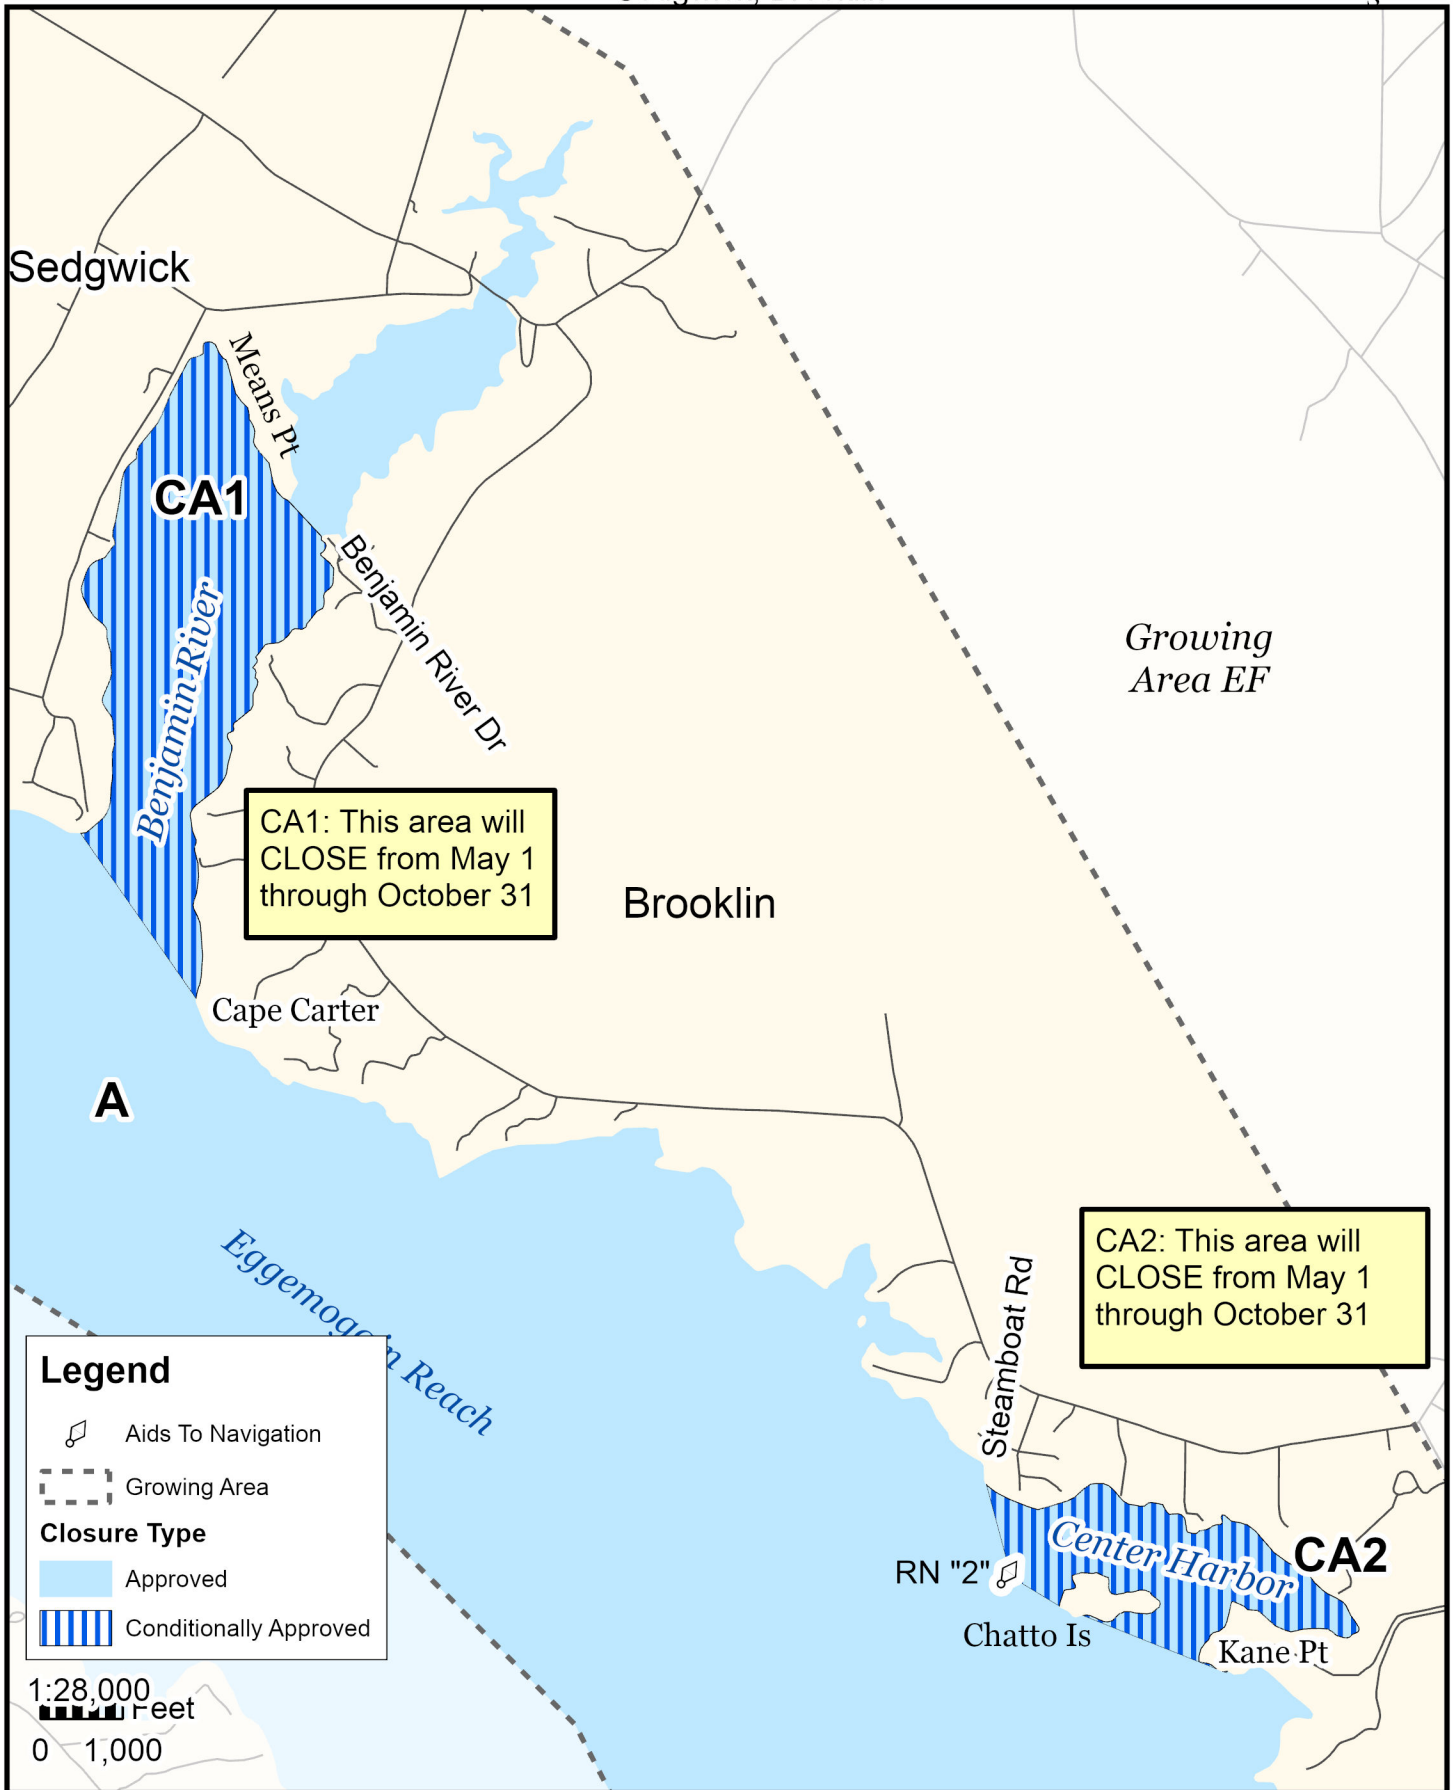 Sedgwick
Means Pt
CA1
Benjamin River
Benjamin River Dr
Growing
Area EF
CA1: This area will
CLOSE from May 1
through October 31
Brooklin
Cape Carter
A
Eggemoggin Reach
CA2: This area will
CLOSE from May 1
through October 31
Steamboat Rd
Center Harbor
CA2
RN "2"
Chatto Is
Kane Pt
Legend
Aids To Navigation
Growing Area
Closure Type
Approved
Conditionally Approved
1:28,000
Feet
0 1,000